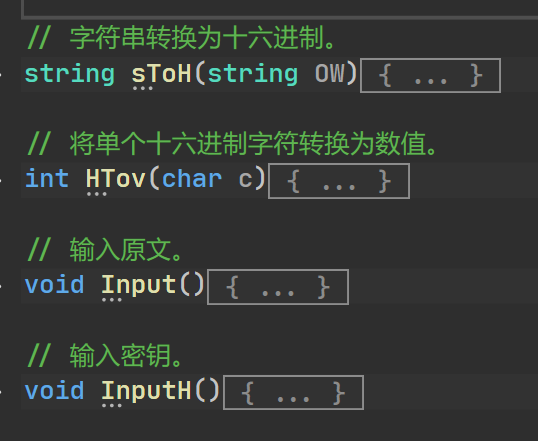 // 字符串转换为十六进制。
string sToH(string OW){ ... }
// 将单个十六进制字符转换为数值。
int HTov(char c){ ... }
// 输入原文。
void Input(){ ... }
// 输入密钥。
void InputH(){ ... }